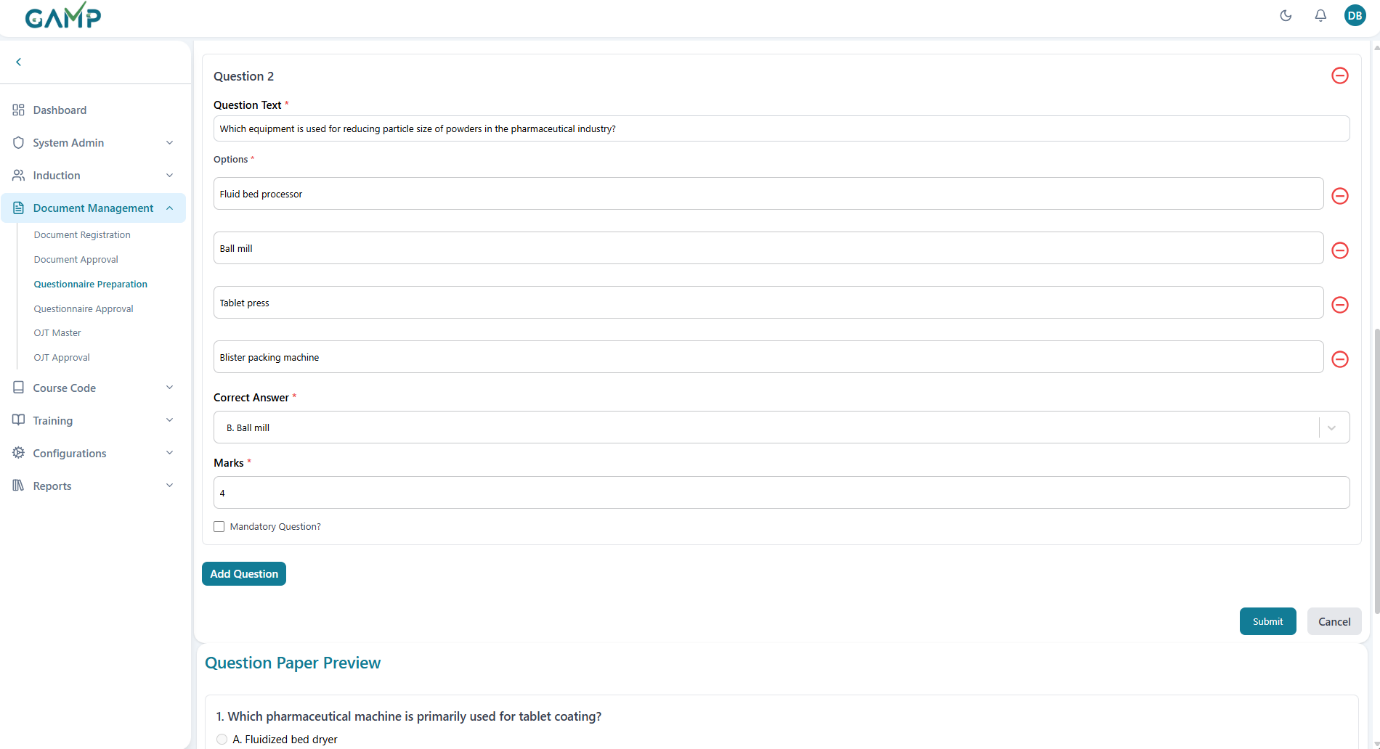 GAMP
DB
Dashboard
System Admin
Induction
Document Management
Document Registration
Document Approval
Questionnaire Preparation
Questionnaire Approval
OJT Master
OJT Approval
Course Code
Training
Configurations
Reports
Question 2
Question Text *
Which equipment is used for reducing particle size of powders in the pharmaceutical industry?
Options *
Fluid bed processor
Ball mill
Tablet press
Blister packing machine
Correct Answer *
B. Ball mill
Marks *
4
Mandatory Question?
Add Question
Submit Cancel
Question Paper Preview
1. Which pharmaceutical machine is primarily used for tablet coating?
A. Fluidized bed dryer